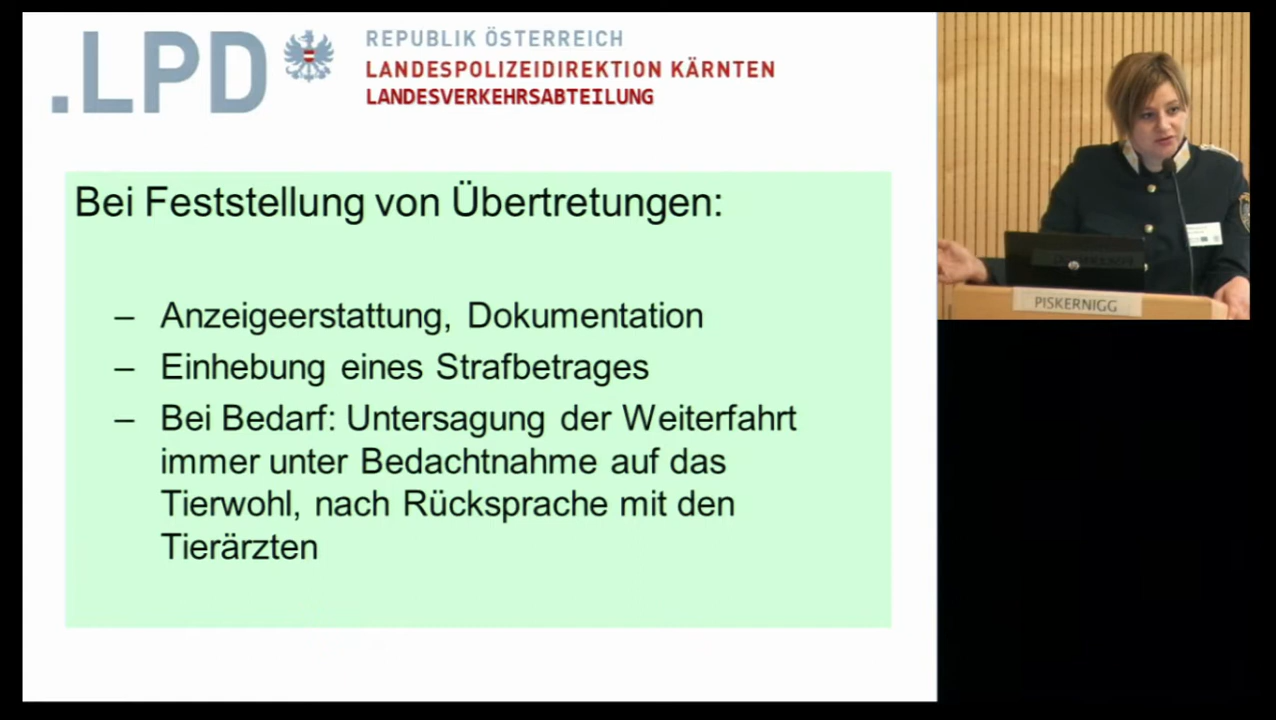 .LPD
REPUBLIK ÖSTERREICH
LANDESPOLIZEIDIREKTION KÄRNTEN
LANDESVERKEHRSABTEILUNG
Bei Feststellung von Übertretungen:
– Anzeigeerstattung, Dokumentation
– Einhebung eines Strafbetrages
– Bei Bedarf: Untersagung der Weiterfahrt
immer unter Bedachtnahme auf das
Tierwohl, nach Rücksprache mit den
Tierärzten
PISKERNIGG